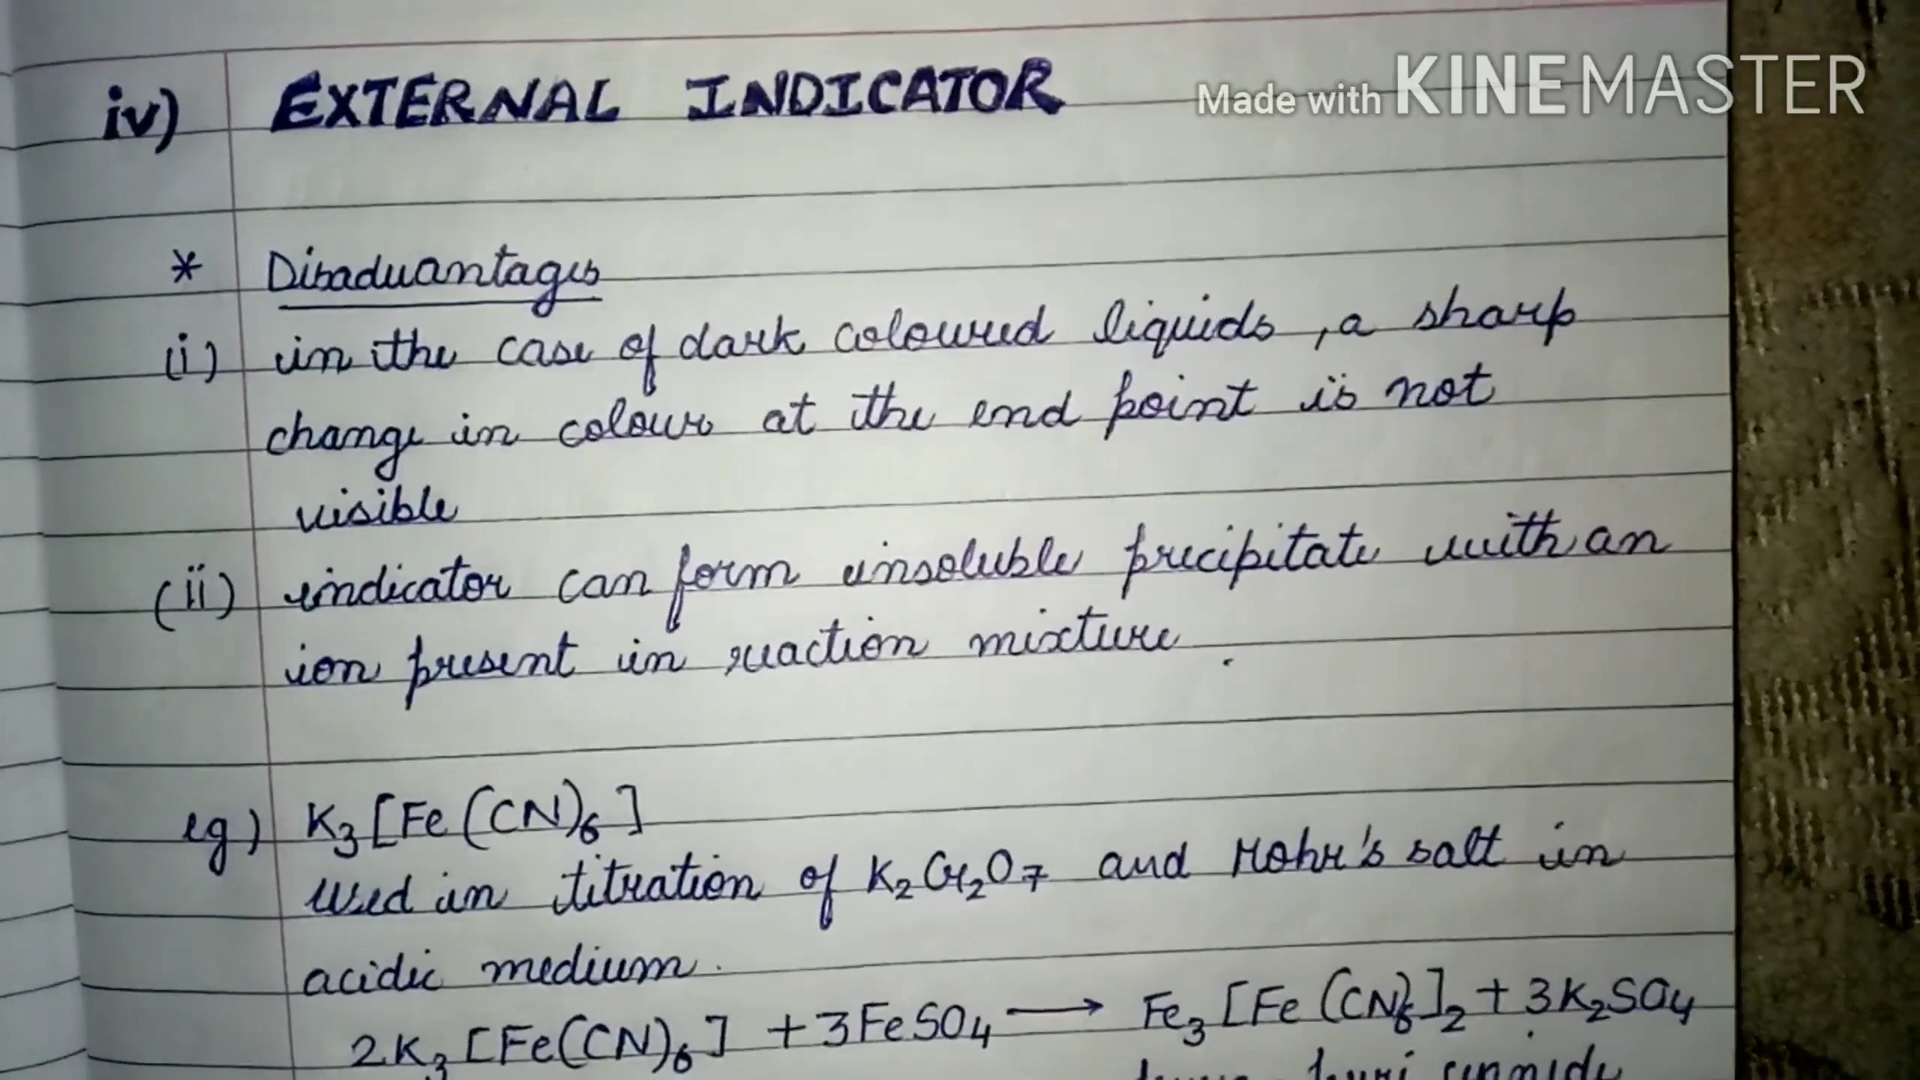 iv) EXTERNAL INDICATOR
Made with KINEMASTER
* Disadvantages
(i) in the case of dark coloured liquids, a sharp
change in colour at the end point is not
visible
(ii) indicator can form insoluble precipitate with an
ion present in reaction mixture.
eg) K₃[Fe(CN)₆]
used in titration of K₂Cr₂O₇ and Mohr's salt in
acidic medium.
2K₃[Fe(CN)₆] + 3FeSO₄ → Fe₃[Fe(CN)₆]₂ + 3K₂SO₄